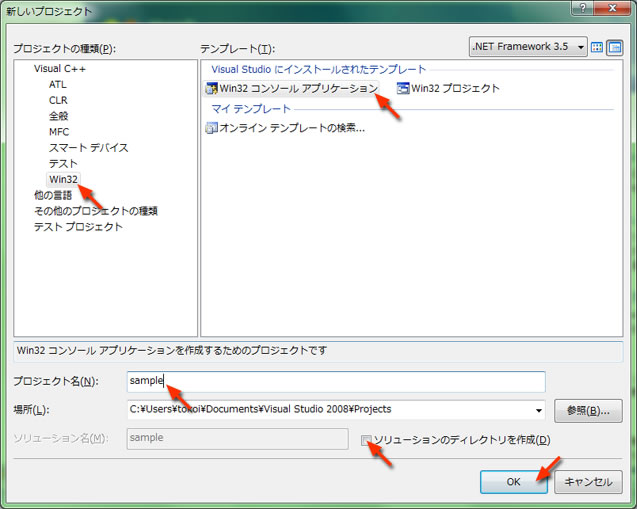 新しいプロジェクト
プロジェクトの種類(P):
テンプレート(T):
.NET Framework 3.5
Visual C++
ATL
CLR
全般
MFC
スマート デバイス
テスト
Win32
他の言語
その他のプロジェクトの種類
テスト プロジェクト
Visual Studio にインストールされたテンプレート
Win32 コンソール アプリケーション
Win32 プロジェクト
マイ テンプレート
オンライン テンプレートの検索...
Win32 コンソール アプリケーションを作成するためのプロジェクトです
プロジェクト名(N):
sample
場所(L):
C:¥Users¥tokoi¥Documents¥Visual Studio 2008¥Projects
参照(B)...
ソリューション名(M):
sample
ソリューションのディレクトリを作成(D)
OK
キャンセル